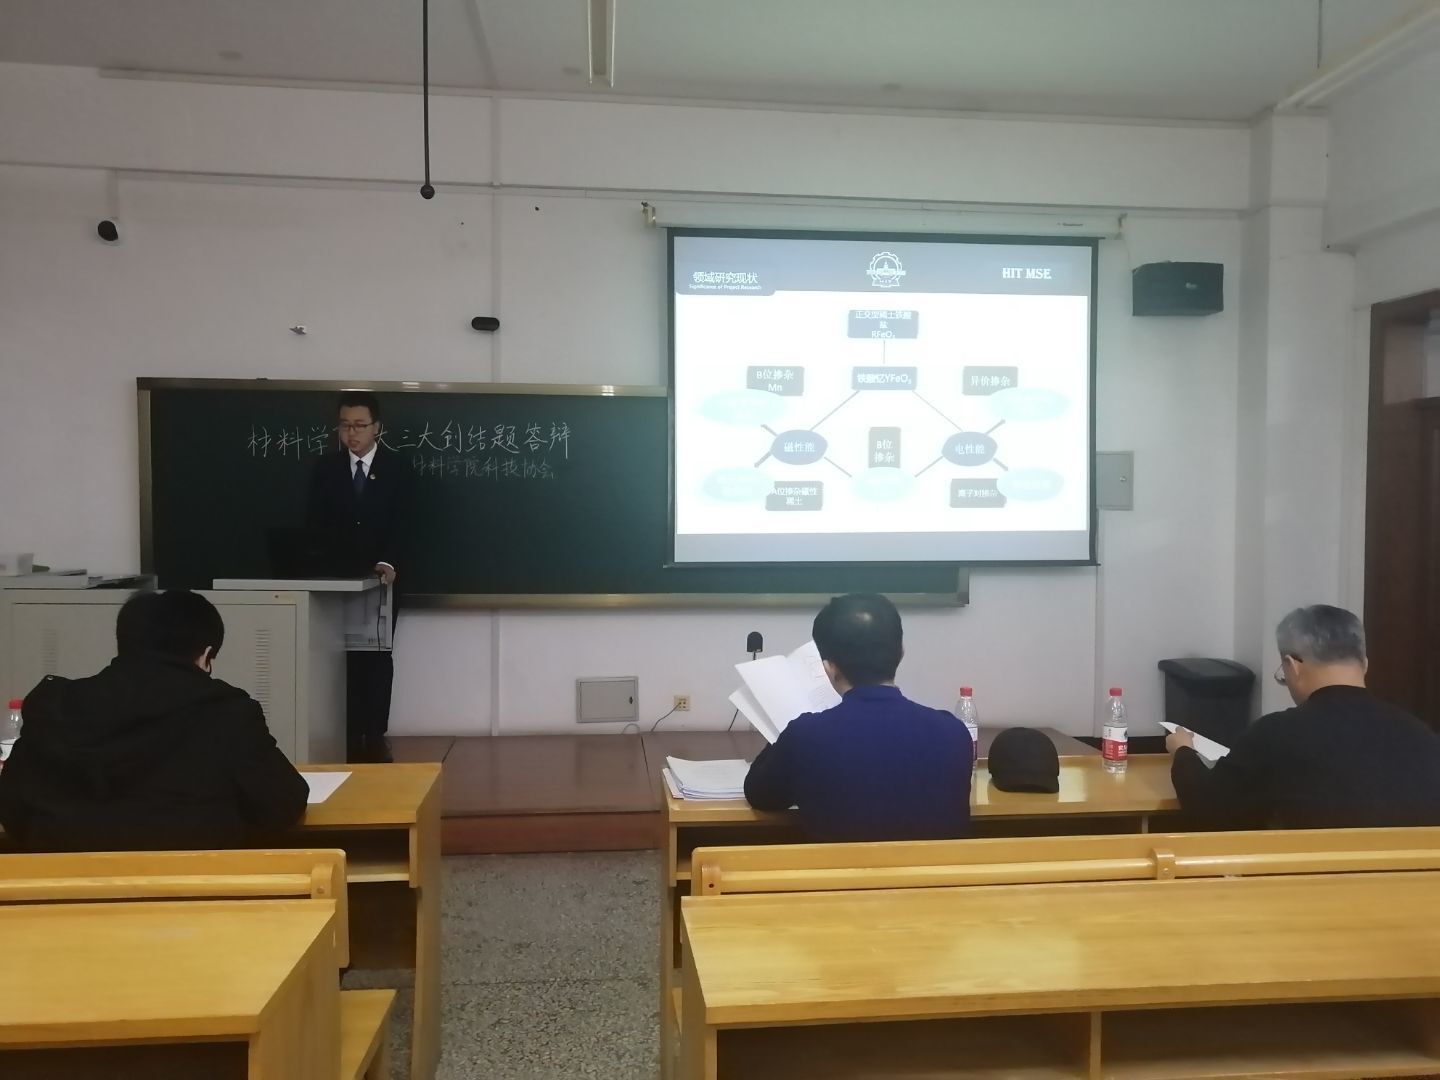 材料学
大三大创结题答辩
材料学院科技协会
领域研究现状
Significance of Project Research
HIT MSE
正交型稀土铁酸
盐
RFeO₃
B位掺杂
Mn
铁酸钇YFeO₃
异价掺杂
磁性能
B位
掺杂
电性能
A位掺杂磁性
稀土
离子对掺杂